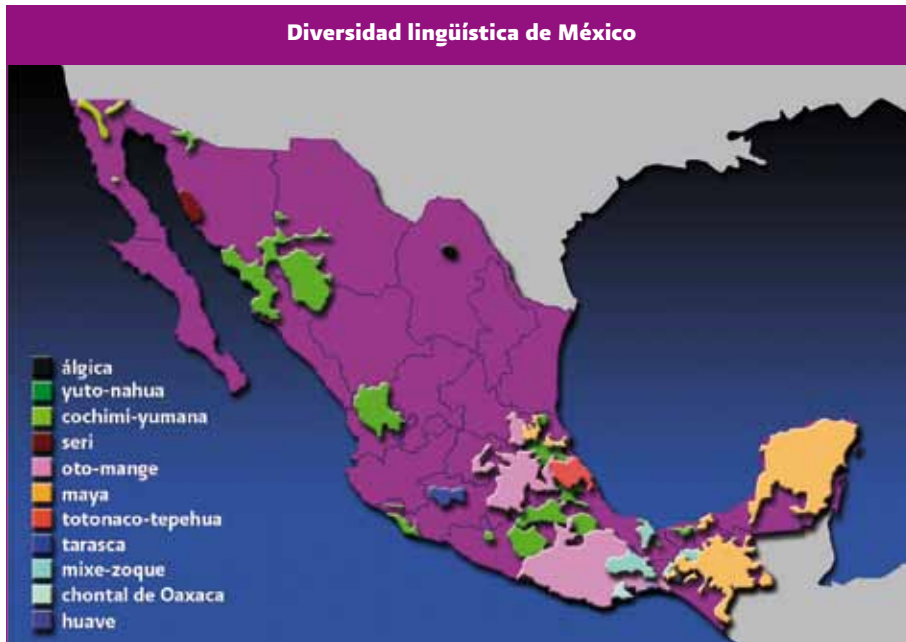 Diversidad lingüística de México
álgica
yuto-nahua
cochimi-yumana
seri
oto-mange
maya
totonaco-tepehua
tarasca
mixe-zoque
chontal de Oaxaca
huave